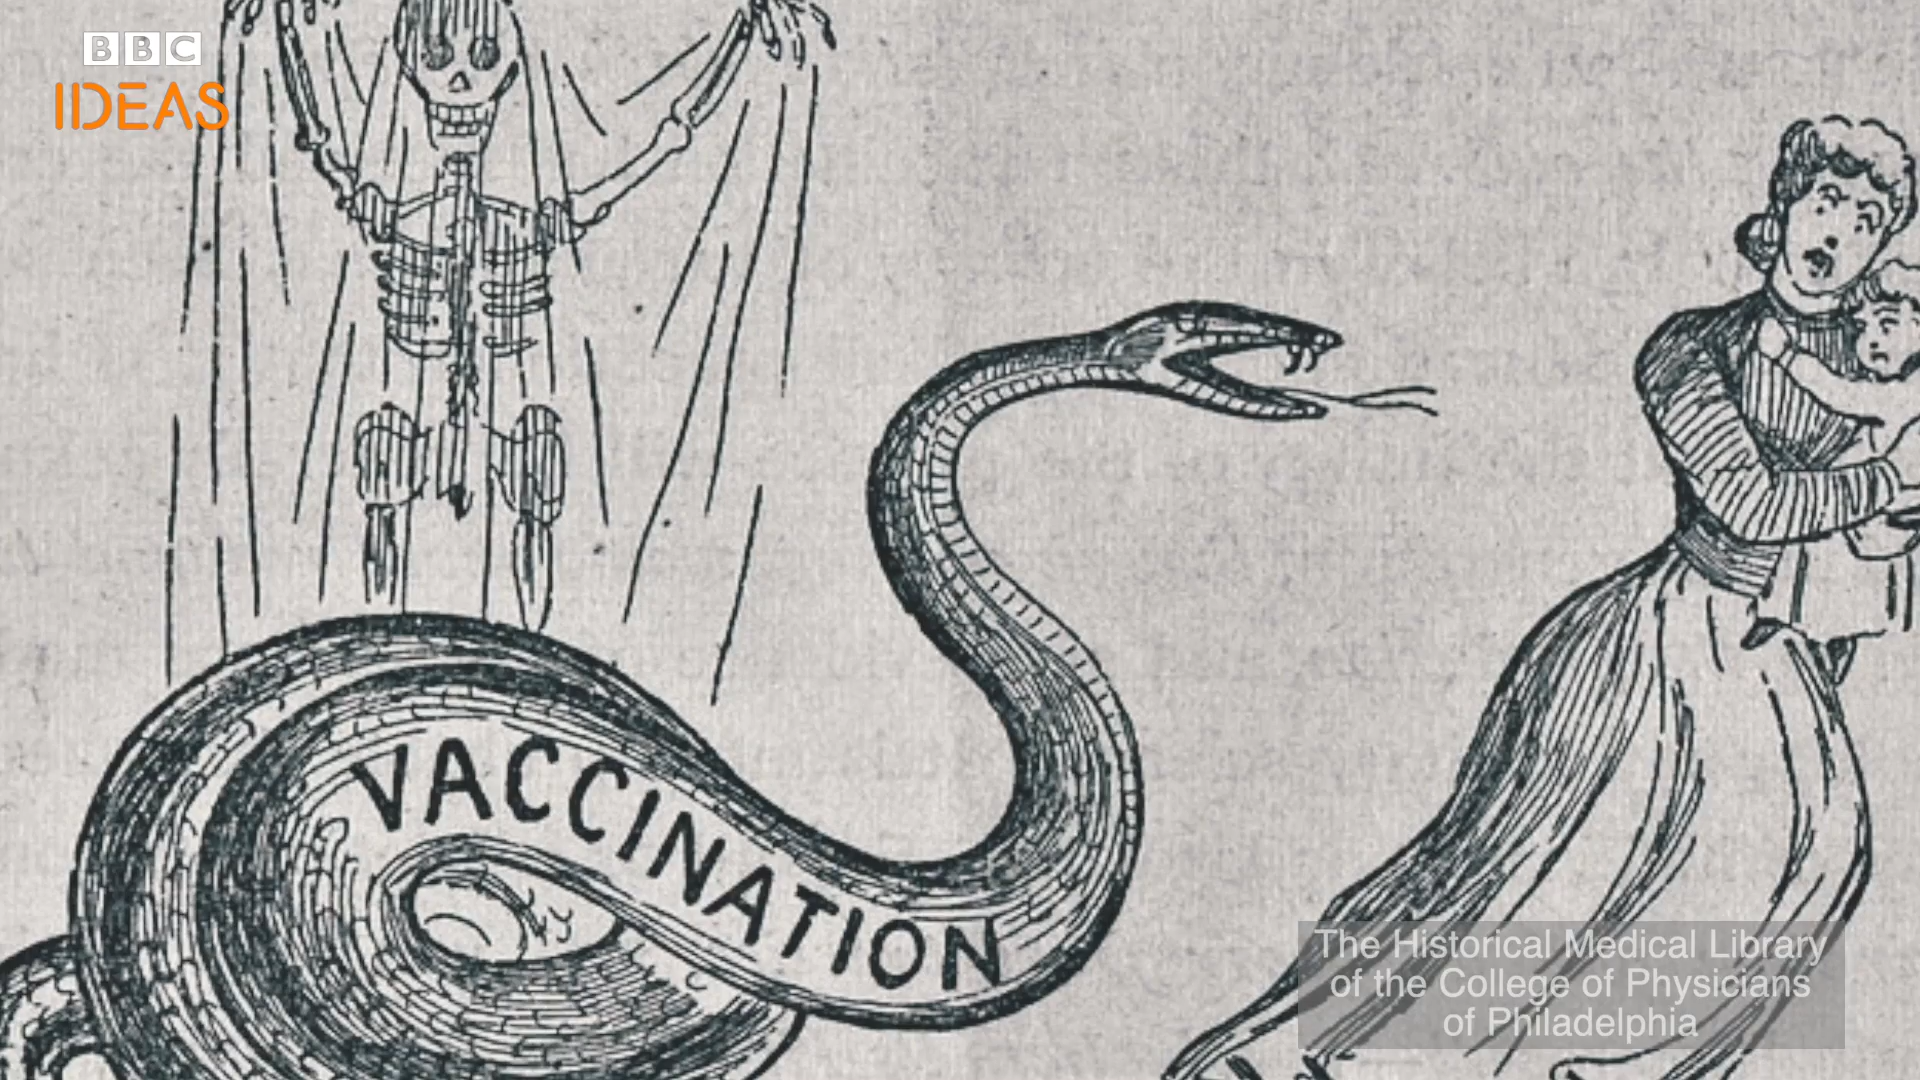 BBC
IDEAS
VACCINATION
The Historical Medical Library
of the College of Physicians
of Philadelphia